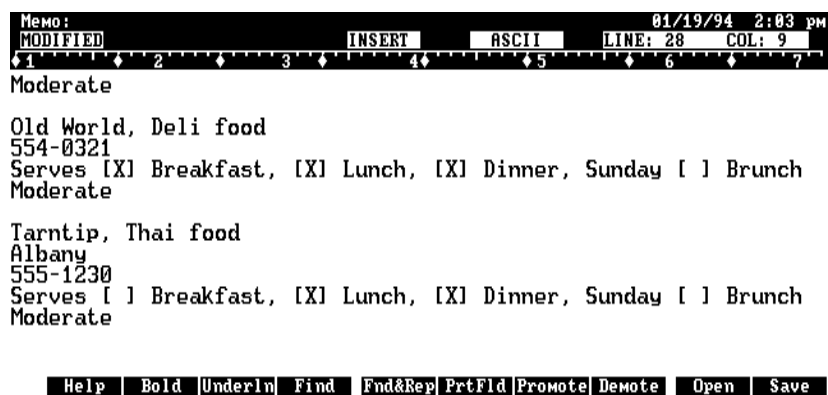 Memo: 01/19/94 2:03 pm
MODIFIED INSERT ASCII LINE: 28 COL: 9
1 2 3 4 5 6 7
Moderate
Old World, Deli food
554-0321
Serves [X] Breakfast, [X] Lunch, [X] Dinner, Sunday [ ] Brunch
Moderate
Tarntip, Thai food
Albany
555-1230
Serves [ ] Breakfast, [X] Lunch, [X] Dinner, Sunday [ ] Brunch
Moderate
Help Bold Underln Find Fnd&Rep PrtFld Promote Demote Open Save